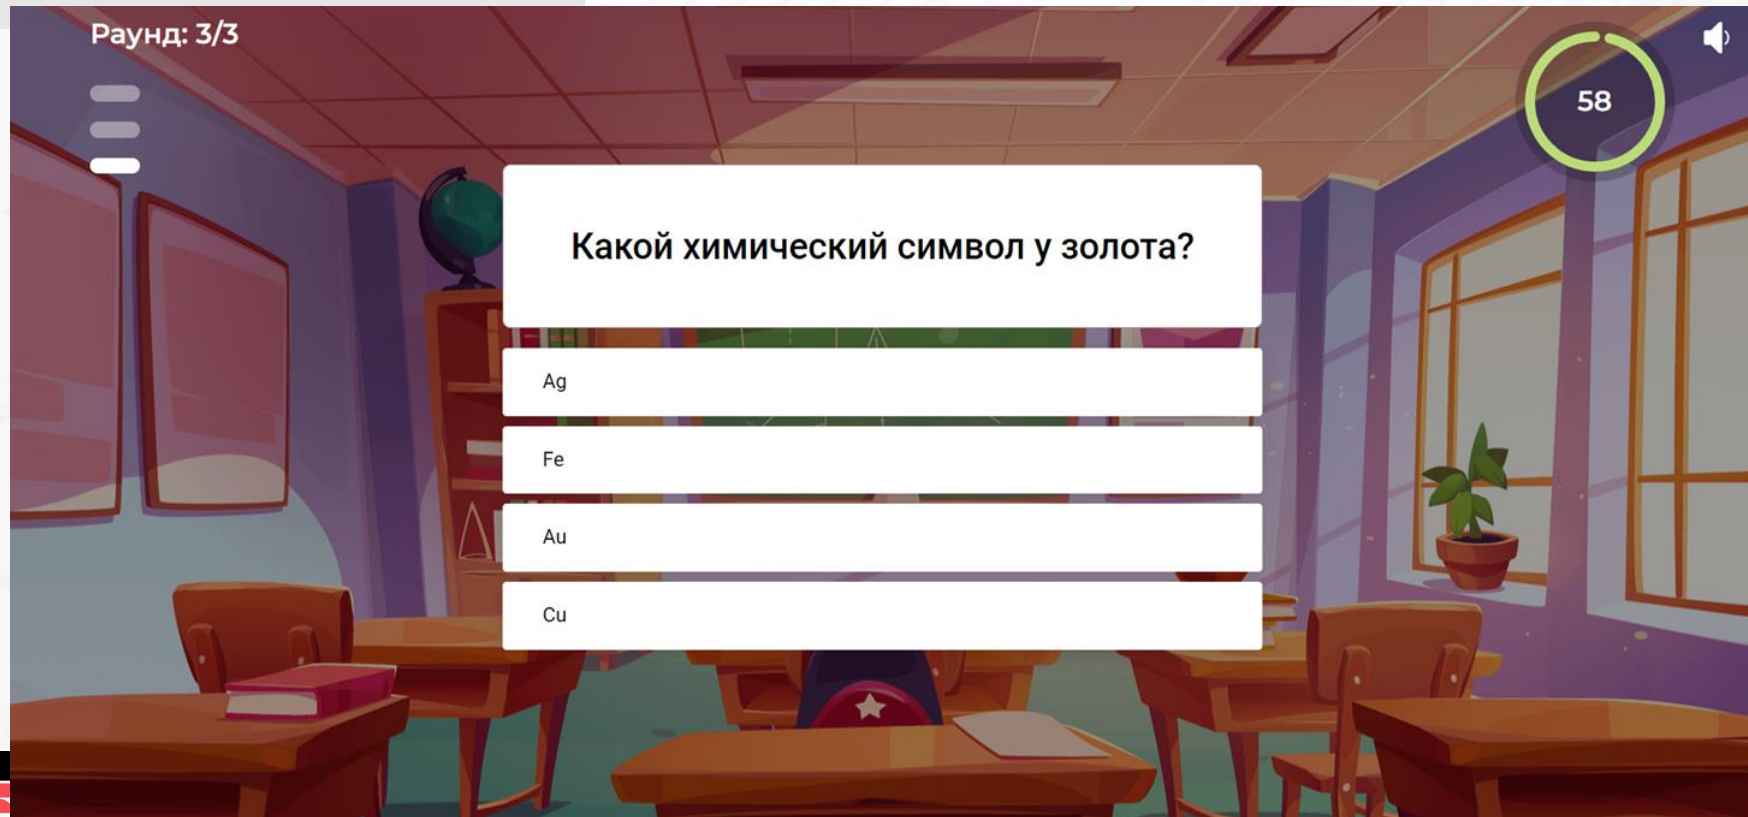 Раунд: 3/3
58
Какой химический символ у золота?
Ag
Fe
Au
Cu